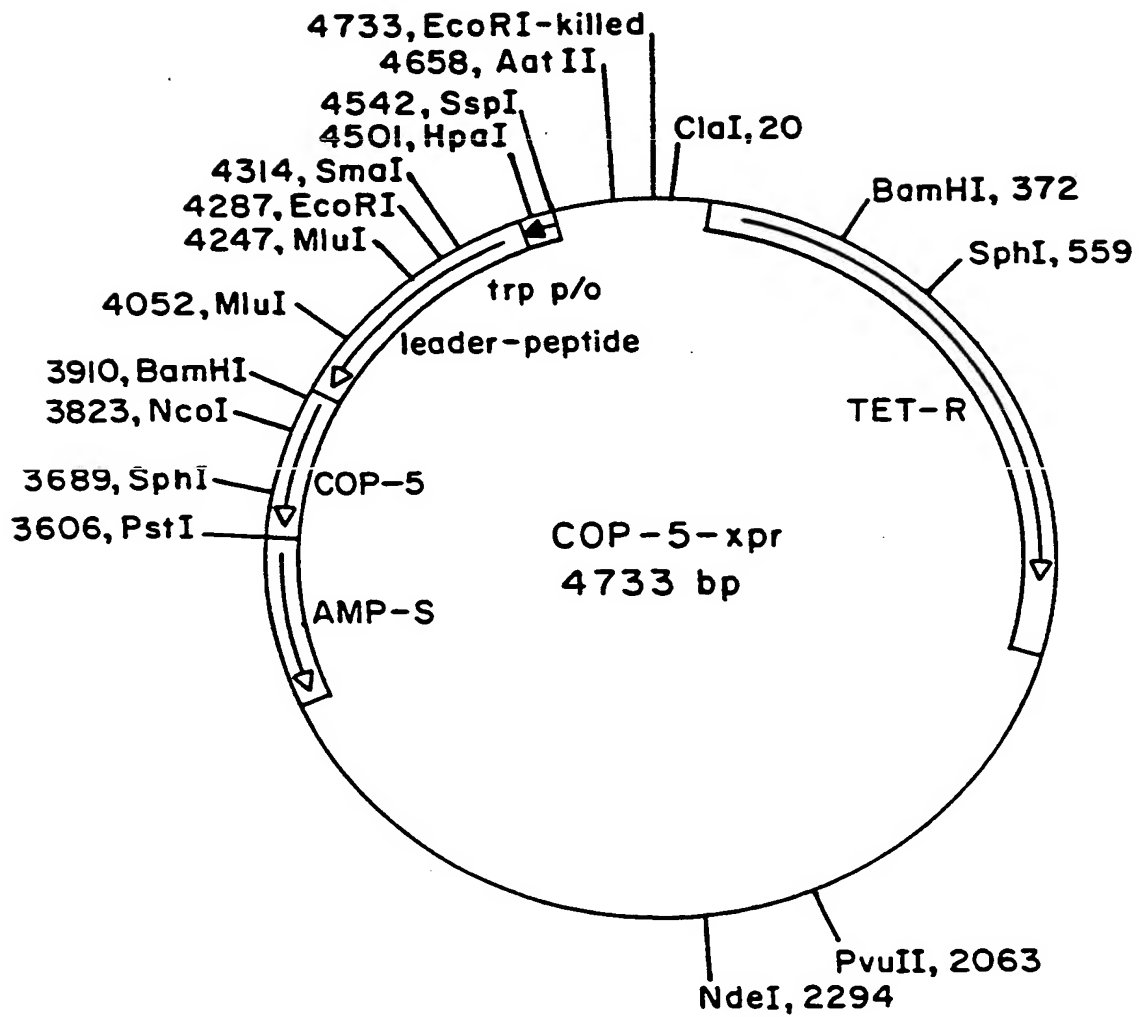 4733, EcoRI-killed
4658, AatII
4542, SspI
4501, HpaI
4314, SmaI
4287, EcoRI
4247, MluI
4052, MluI
3910, BamHI
3823, NcoI
3689, SphI
3606, PstI
ClaI, 20
BamHI, 372
SphI, 559
trp p/o
leader-peptide
TET-R
COP-5
COP-5-xpr
4733 bp
AMP-S
PvuII, 2063
NdeI, 2294